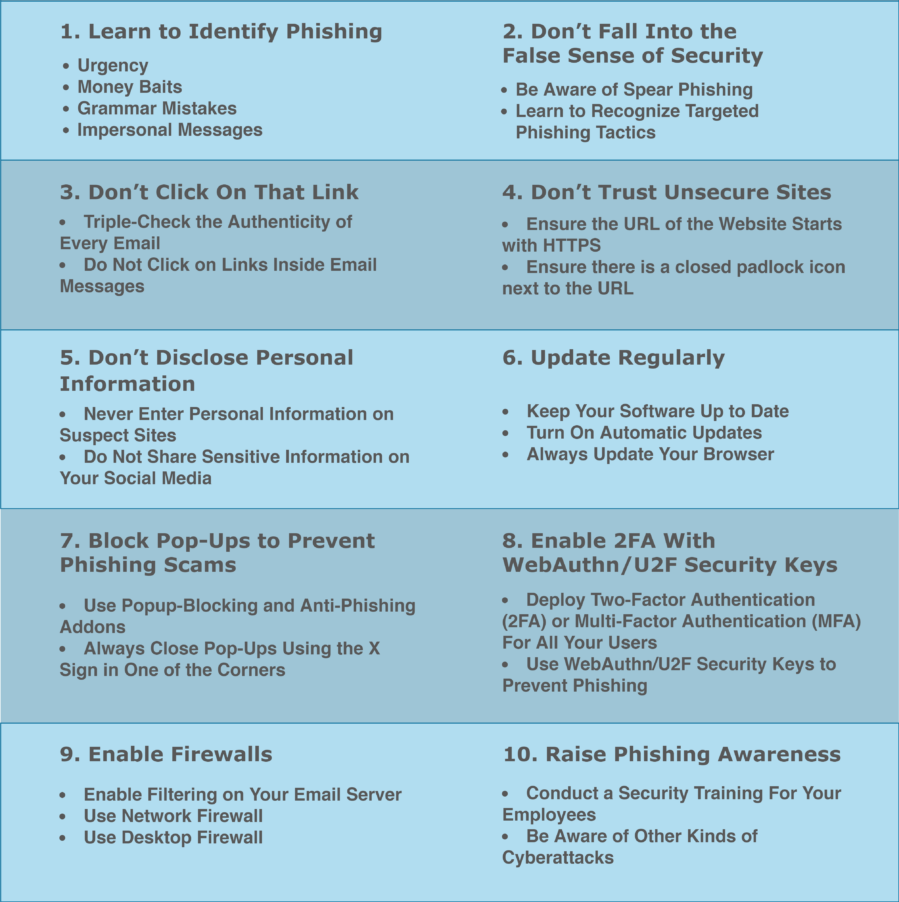 1. Learn to Identify Phishing
• Urgency
• Money Baits
• Grammar Mistakes
• Impersonal Messages
2. Don’t Fall Into the
False Sense of Security
• Be Aware of Spear Phishing
• Learn to Recognize Targeted
Phishing Tactics
3. Don’t Click On That Link
• Triple-Check the Authenticity of
Every Email
• Do Not Click on Links Inside Email
Messages
4. Don’t Trust Unsecure Sites
• Ensure the URL of the Website Starts
with HTTPS
• Ensure there is a closed padlock icon
next to the URL
5. Don’t Disclose Personal
Information
• Never Enter Personal Information on
Suspect Sites
• Do Not Share Sensitive Information on
Your Social Media
6. Update Regularly
• Keep Your Software Up to Date
• Turn On Automatic Updates
• Always Update Your Browser
7. Block Pop-Ups to Prevent
Phishing Scams
• Use Popup-Blocking and Anti-Phishing
Addons
• Always Close Pop-Ups Using the X
Sign in One of the Corners
8. Enable 2FA With
WebAuthn/U2F Security Keys
• Deploy Two-Factor Authentication
(2FA) or Multi-Factor Authentication (MFA)
For All Your Users
• Use WebAuthn/U2F Security Keys to
Prevent Phishing
9. Enable Firewalls
• Enable Filtering on Your Email Server
• Use Network Firewall
• Use Desktop Firewall
10. Raise Phishing Awareness
• Conduct a Security Training For Your
Employees
• Be Aware of Other Kinds of
Cyberattacks